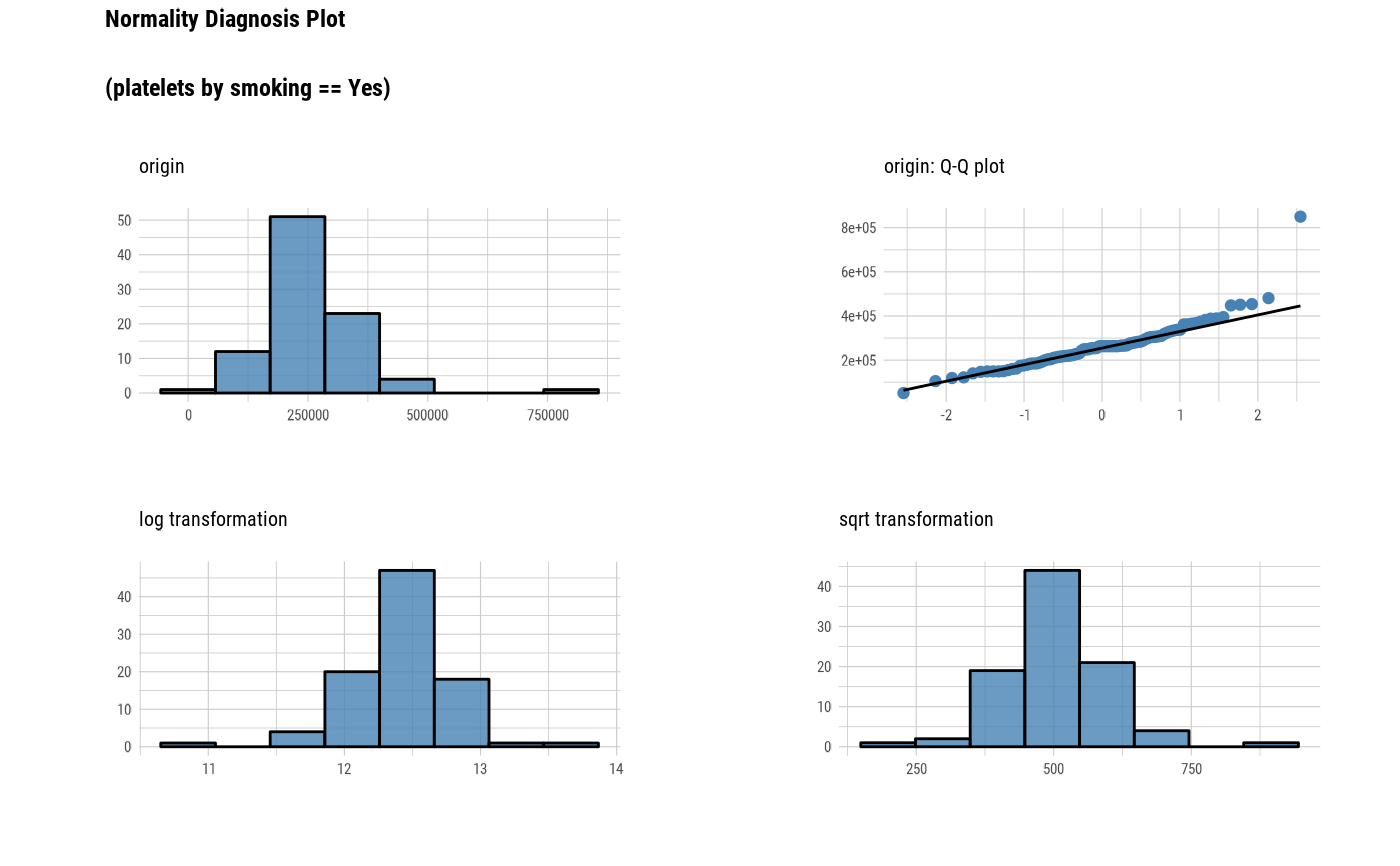 Normality Diagnosis Plot
(platelets by smoking == Yes)
origin
50
40
30
20
10
0
0 250000 500000 750000
origin: Q-Q plot
8e+05
6e+05
4e+05
2e+05
-2 -1 0 1 2
log transformation
40
30
20
10
0
11 12 13 14
sqrt transformation
40
30
20
10
0
250 500 750